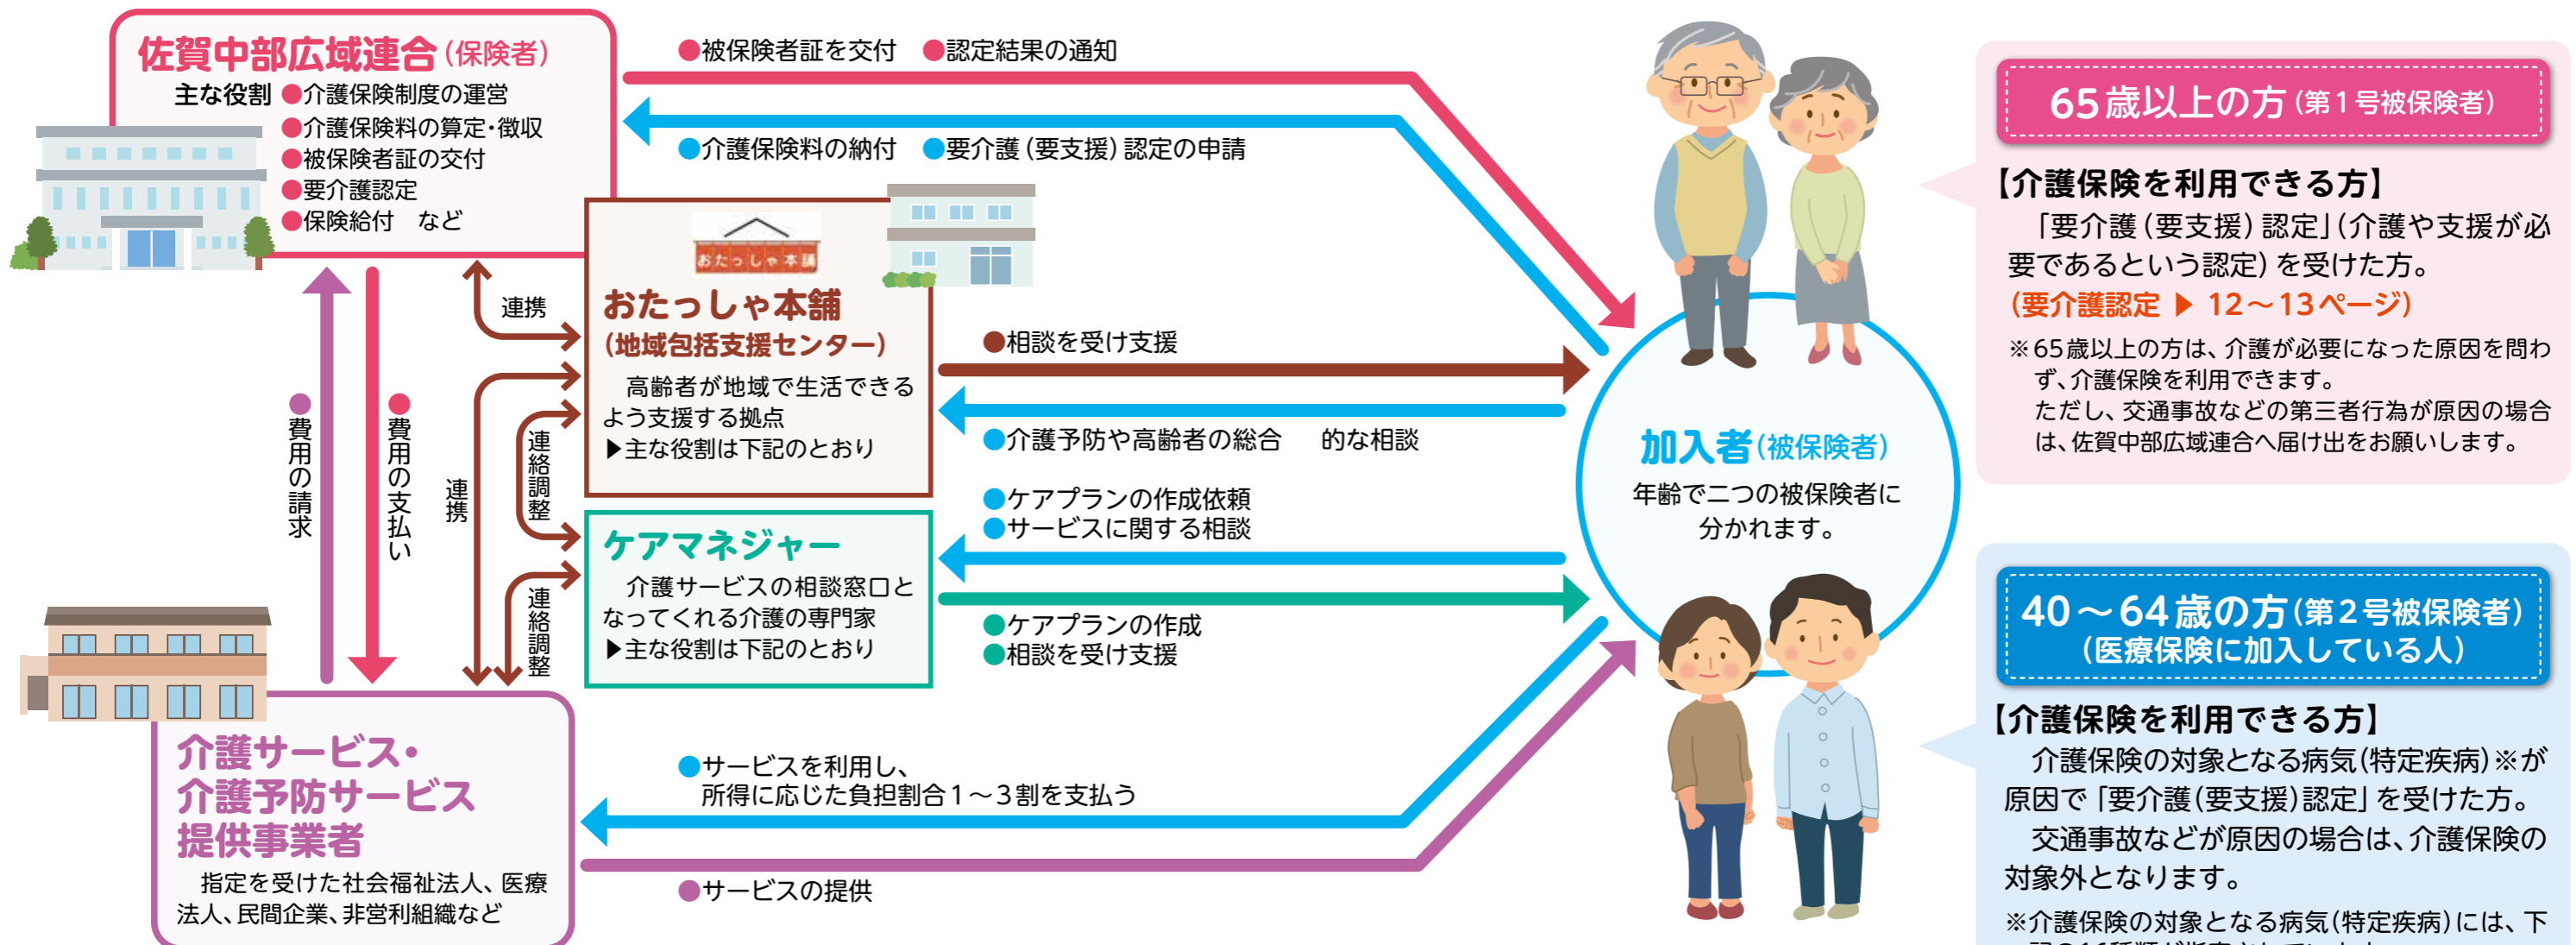 佐賀中部広域連合(保険者)
主な役割 ●介護保険制度の運営
●介護保険料の算定・徴収
●被保険者証の交付
●要介護認定
●保険給付 など
●被保険者証を交付 ●認定結果の通知
●介護保険料の納付 ●要介護(要支援)認定の申請
連携
●費用の請求
●費用の支払い
連携
連絡調整
連絡調整
おたっしゃ本舗
おたっしゃ本舗
(地域包括支援センター)
高齢者が地域で生活できる
よう支援する拠点
▶主な役割は下記のとおり
●相談を受け支援
●介護予防や高齢者の総合 的な相談
ケアマネジャー
介護サービスの相談窓口と
なってくれる介護の専門家
▶主な役割は下記のとおり
●ケアプランの作成依頼
●サービスに関する相談
●ケアプランの作成
●相談を受け支援
介護サービス・
介護予防サービス
提供事業者
指定を受けた社会福祉法人、医療
法人、民間企業、非営利組織など
●サービスを利用し、
所得に応じた負担割合1～3割を支払う
●サービスの提供
加入者(被保険者)
年齢で二つの被保険者に
分かれます。
65歳以上の方(第1号被保険者)
【介護保険を利用できる方】
「要介護(要支援)認定」(介護や支援が必
要であるという認定)を受けた方。
(要介護認定 ▶ 12～13ページ)
※65歳以上の方は、介護が必要になった原因を問わ
ず、介護保険を利用できます。
ただし、交通事故などの第三者行為が原因の場合
は、佐賀中部広域連合へ届け出をお願いします。
40～64歳の方(第2号被保険者)
(医療保険に加入している人)
【介護保険を利用できる方】
介護保険の対象となる病気(特定疾病)※が
原因で「要介護(要支援)認定」を受けた方。
交通事故などが原因の場合は、介護保険の
対象外となります。
※介護保険の対象となる病気(特定疾病)には、下